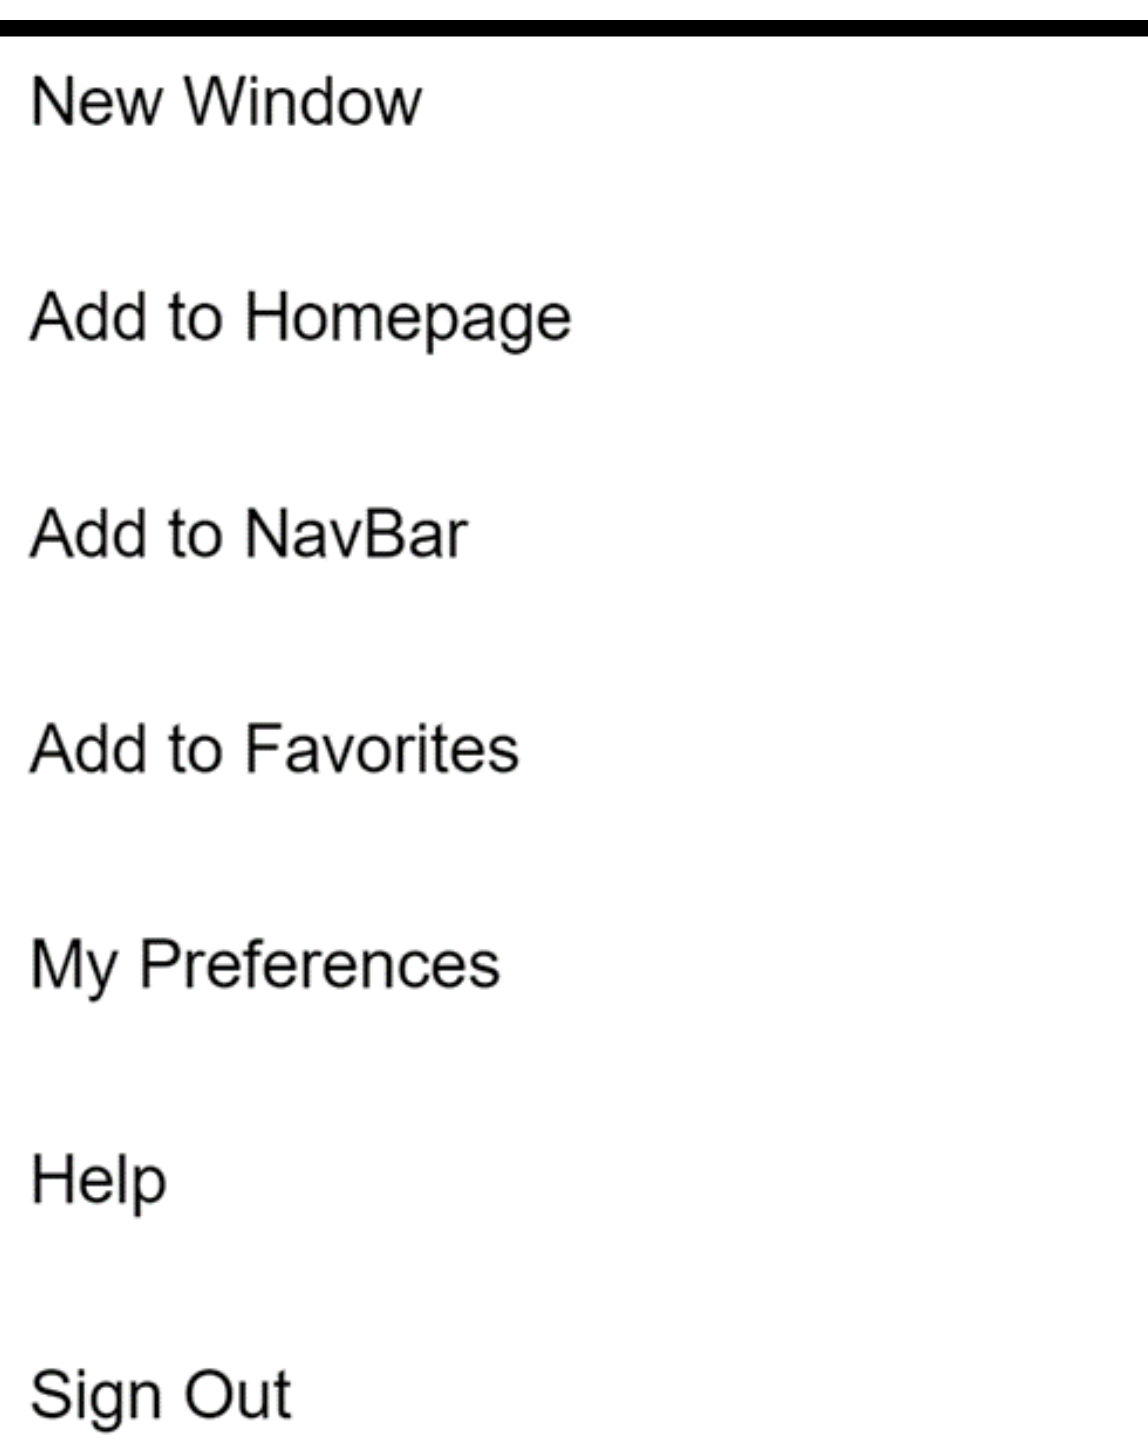 New Window
Add to Homepage
Add to NavBar
Add to Favorites
My Preferences
Help
Sign Out